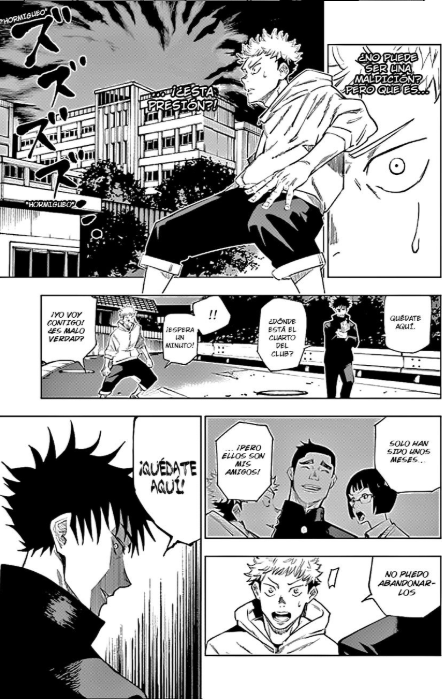 ¿NO PUEDE
SER UNA
MALDICIÓN?
PERO QUE ES...
... ¡¿ESTA
PRESIÓN?!
*HORMIGUEO*
ズズズズ
*HORMIGUEO*
QUÉDATE
AQUÍ.
¿DÓNDE
ESTÁ EL
CUARTO
DEL
CLUB?
!!
¡ESPERA
UN
MINUTO!
¡YO VOY
CONTIGO!
¿ES MALO
VERDAD?
SOLO HAN
SIDO UNOS
MESES...
... ¡PERO
ELLOS SON
MIS
AMIGOS!
NO PUEDO
ABANDONAR-
LOS
¡QUÉDATE
AQUÍ!